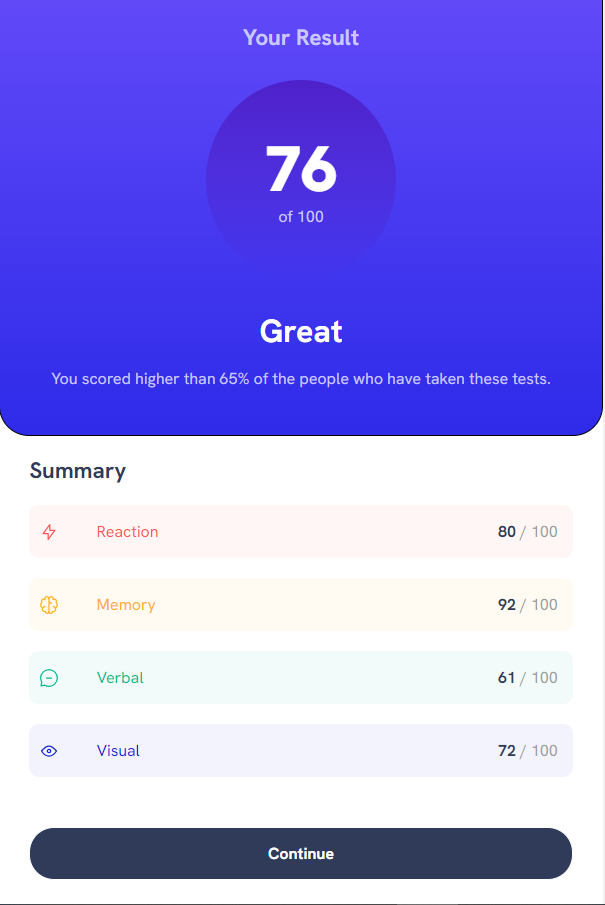 Your Result
76
of 100
Great
You scored higher than 65% of the people who have taken these tests.
Summary
Reaction 80 / 100
Memory 92 / 100
Verbal 61 / 100
Visual 72 / 100
Continue